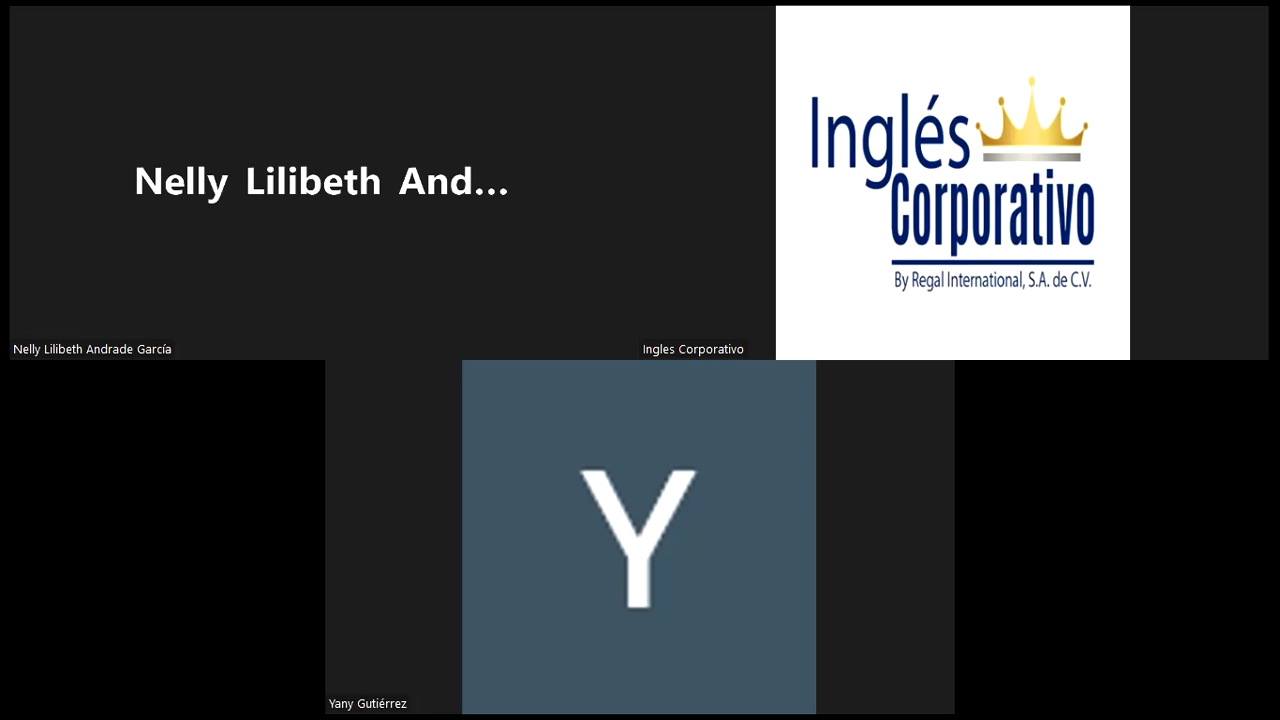 Nelly Lilibeth And...
Nelly Lilibeth Andrade García
Inglés
Corporativo
By Regal International, S.A. de C.V.
Ingles Corporativo
Y
Yany Gutiérrez